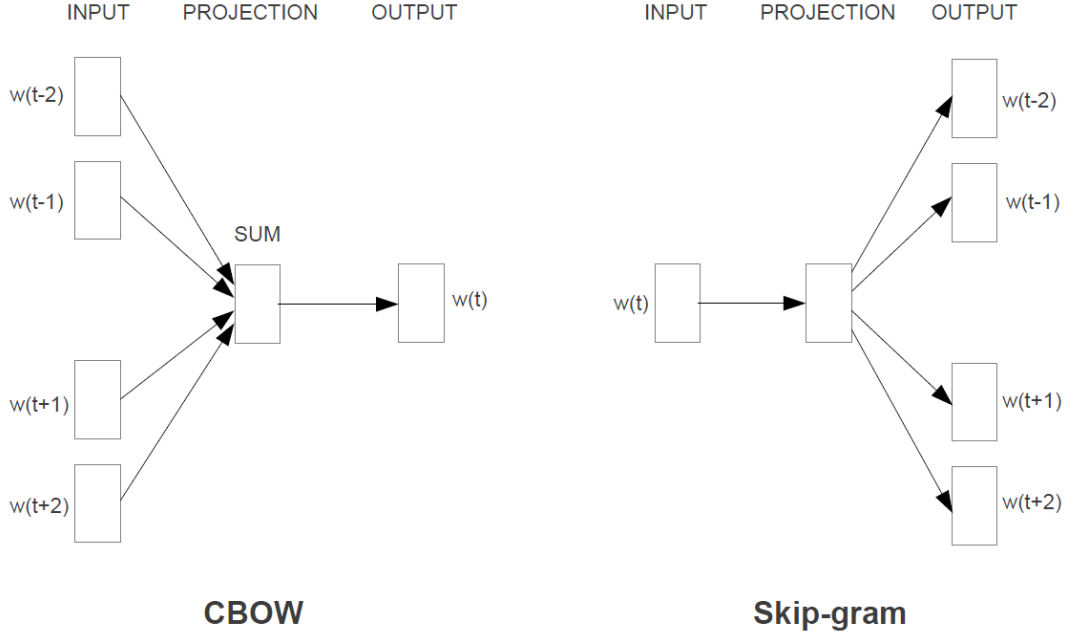 INPUT PROJECTION OUTPUT
w(t-2)
w(t-1)
SUM
w(t)
w(t+1)
w(t+2)
CBOW
INPUT PROJECTION OUTPUT
w(t-2)
w(t-1)
w(t)
w(t+1)
w(t+2)
Skip-gram